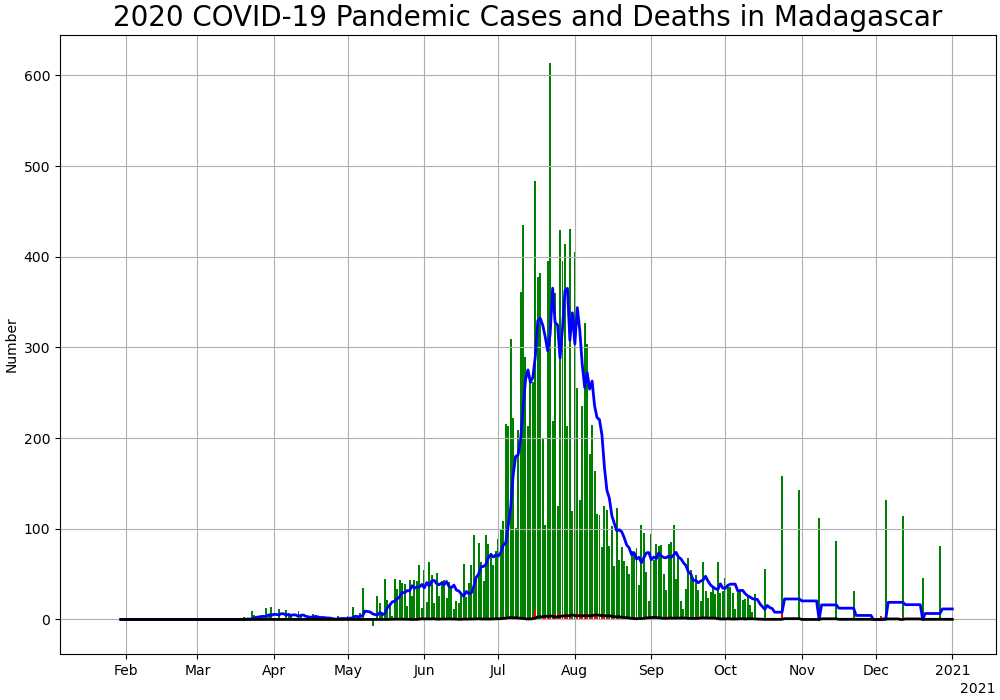 2020 COVID-19 Pandemic Cases and Deaths in Madagascar
Number
600
500
400
300
200
100
0
Feb Mar Apr May Jun Jul Aug Sep Oct Nov Dec 2021
2021